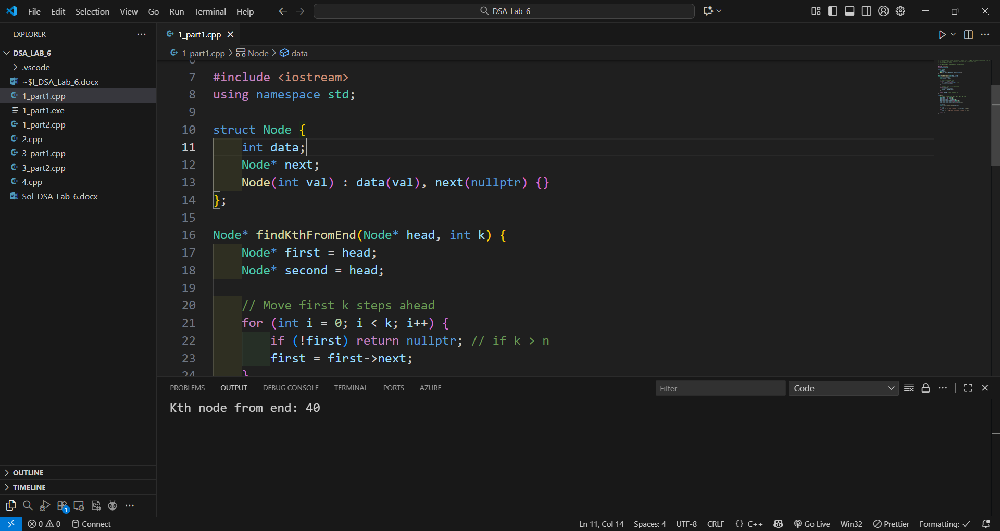 File Edit Selection View Go Run Terminal Help
DSA_Lab_6
EXPLORER
DSA_LAB_6
.vscode
~$l_DSA_Lab_6.docx
1_part1.cpp
1_part1.exe
1_part2.cpp
2.cpp
3_part1.cpp
3_part2.cpp
4.cpp
Sol_DSA_Lab_6.docx
OUTLINE
TIMELINE
1
1_part1.cpp
1_part1.cpp > Node > data
6
7 #include <iostream>
8 using namespace std;
9
10 struct Node {
11 int data;
12 Node* next;
13 Node(int val) : data(val), next(nullptr) {}
14 };
15
16 Node* findKthFromEnd(Node* head, int k) {
17 Node* first = head;
18 Node* second = head;
19
20 // Move first k steps ahead
21 for (int i = 0; i < k; i++) {
22 if (!first) return nullptr; // if k > n
23 first = first->next;
24 }
PROBLEMS OUTPUT DEBUG CONSOLE TERMINAL PORTS AZURE
Filter
Code
Kth node from end: 40
0 0 Connect
Ln 11, Col 14 Spaces: 4 UTF-8 CRLF {} C++ Go Live Win32 Prettier Formatting: ✓